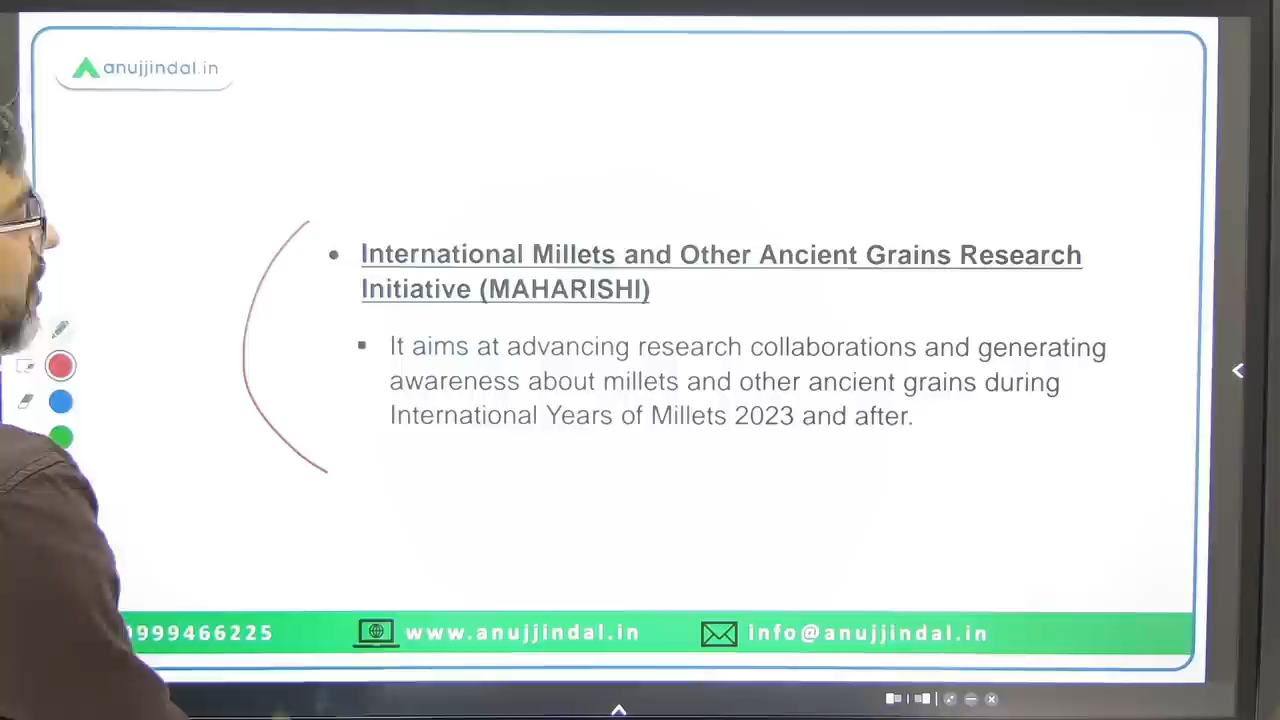 anujjindal.in
International Millets and Other Ancient Grains Research
Initiative (MAHARISHI)
It aims at advancing research collaborations and generating
awareness about millets and other ancient grains during
International Years of Millets 2023 and after.
9999466225 www.anujjindal.in info@anujjindal.in